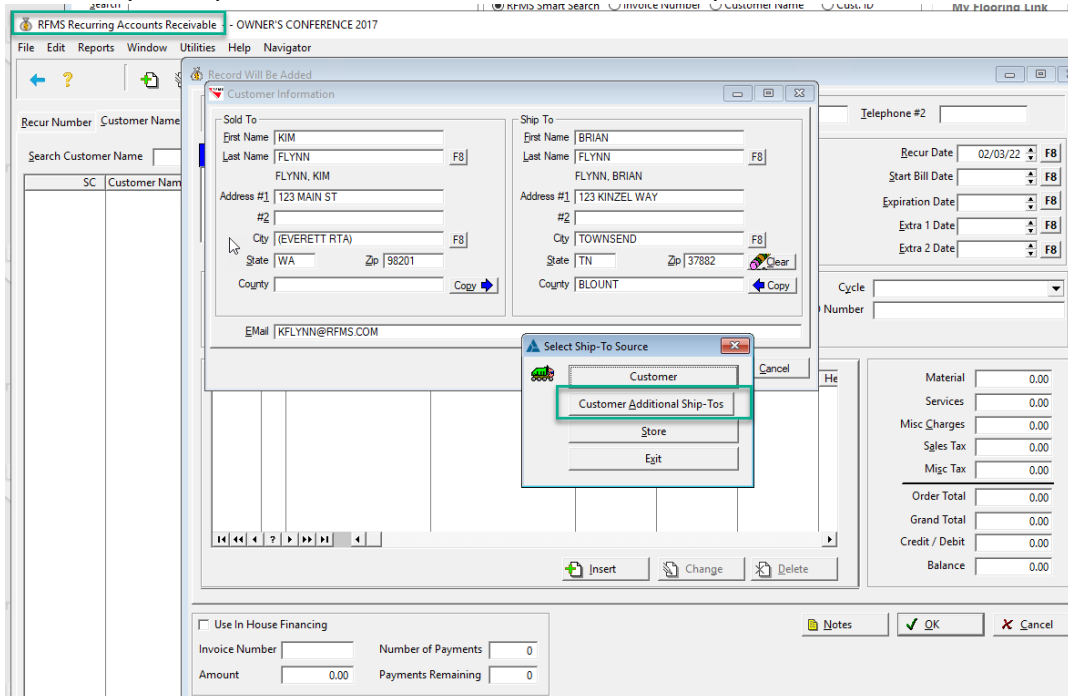 Search
RFMS Smart Search Invoice Number Customer Name Cust. ID My Flooring Link
RFMS Recurring Accounts Receivable - - OWNER'S CONFERENCE 2017
File Edit Reports Window Utilities Help Navigator
Record Will Be Added
Customer Information
Recur Number Customer Name
Search Customer Name
SC Customer Nam
Telephone #2
Sold To
First Name KIM
Last Name FLYNN F8
FLYNN, KIM
Address #1 123 MAIN ST
#2
City (EVERETT RTA) F8
State WA Zip 98201
County Copy
Ship To
First Name BRIAN
Last Name FLYNN F8
FLYNN, BRIAN
Address #1 123 KINZEL WAY
#2
City TOWNSEND F8
State TN Zip 37882 Clear
County BLOUNT Copy
EMail KFLYNN@RFMS.COM
Cancel
Recur Date 02/03/22 F8
Start Bill Date F8
Expiration Date F8
Extra 1 Date F8
Extra 2 Date F8
Cycle
Number
Select Ship-To Source
Customer
Customer Additional Ship-Tos
Store
Exit
He
Material 0.00
Services 0.00
Misc Charges 0.00
Sales Tax 0.00
Misc Tax 0.00
Order Total 0.00
Grand Total 0.00
Credit / Debit 0.00
Balance 0.00
?
Insert Change Delete
Use In House Financing
Invoice Number Number of Payments 0
Amount 0.00 Payments Remaining 0
Notes OK Cancel